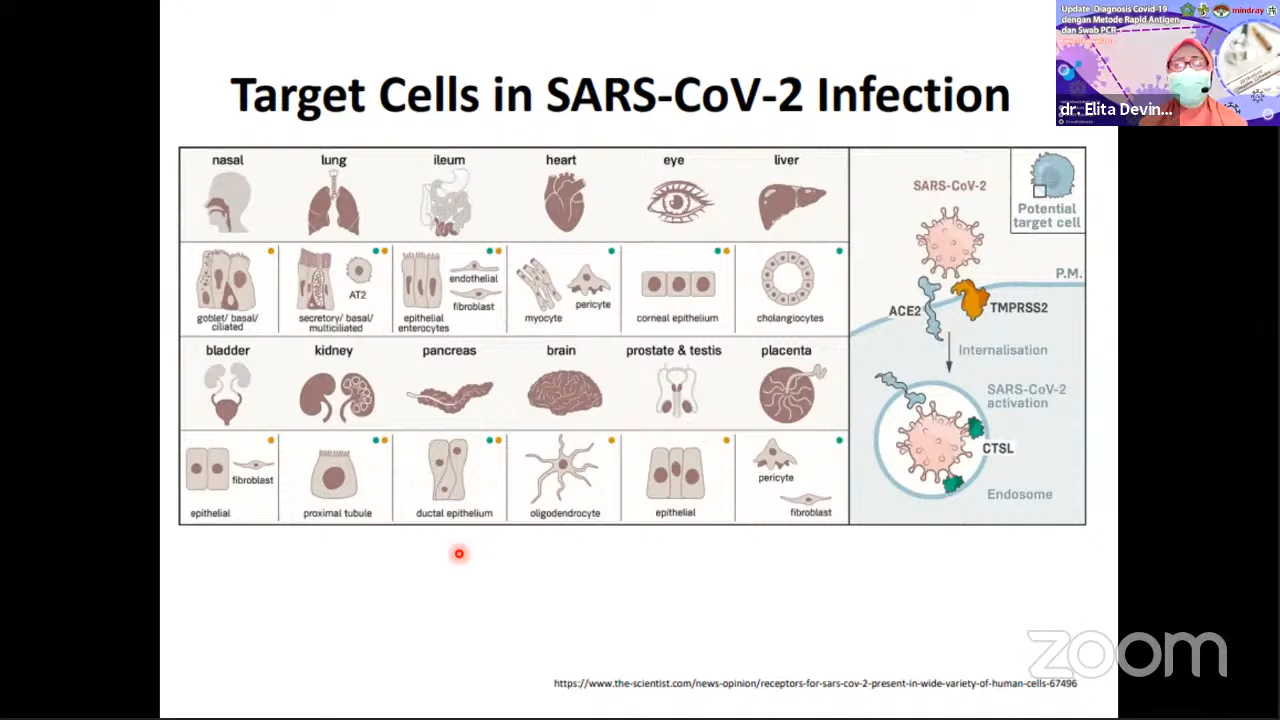 Update Diagnosis Covid-19
dengan Metode Rapid Antigen
dan Swab PCR
mindray
dr. Elita Devin...
Target Cells in SARS-CoV-2 Infection
nasal
lung
ileum
heart
eye
liver
goblet/ basal/
ciliated
AT2
secretory/ basal/
multiciliated
endothelial
fibroblast
epithelial
enterocytes
pericyte
myocyte
corneal epithelium
cholangiocytes
bladder
kidney
pancreas
brain
prostate & testis
placenta
fibroblast
epithelial
proximal tubule
ductal epithelium
oligodendrocyte
epithelial
pericyte
fibroblast
SARS-CoV-2
Potential
target cell
P.M.
ACE2
TMPRSS2
Internalisation
SARS-CoV-2
activation
CTSL
Endosome
zoom
https://www.the-scientist.com/news-opinion/receptors-for-sars-cov-2-present-in-wide-variety-of-human-cells-67496